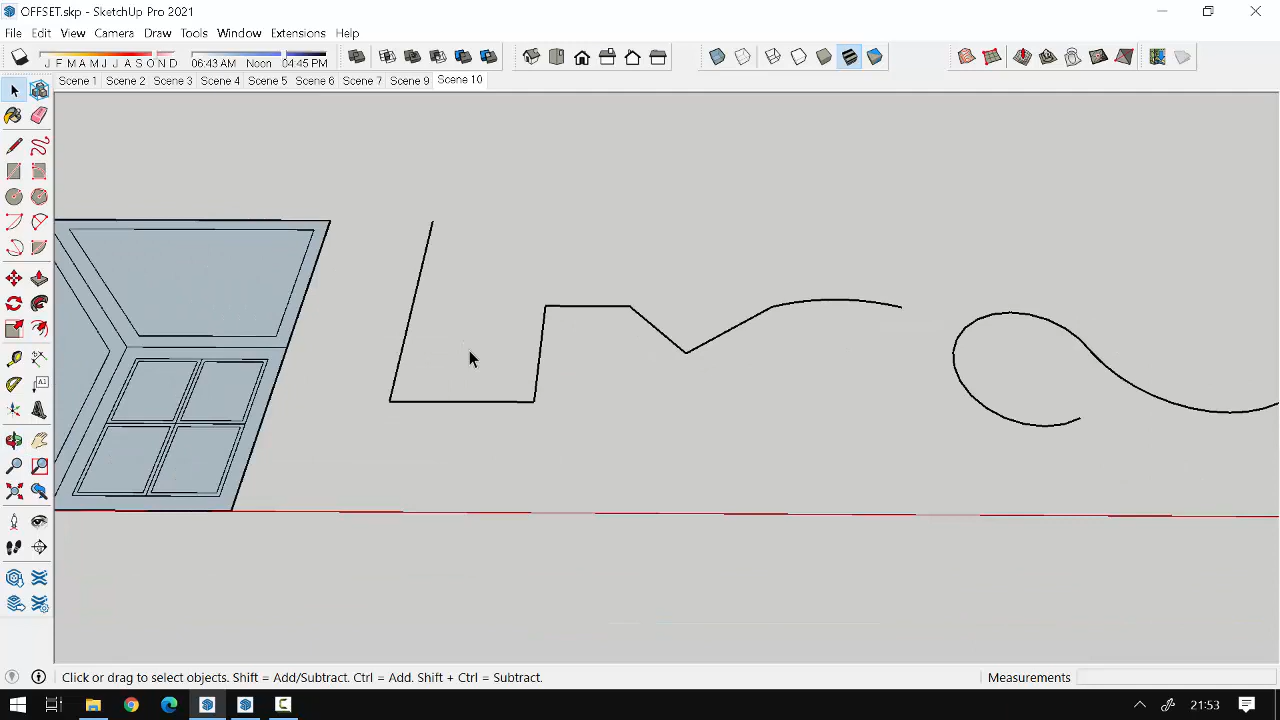 OFFSET.skp - SketchUp Pro 2021
File Edit View Camera Draw Tools Window Extensions Help
J F M A M J J A S O N D 06:43 AM Noon 04:45 PM
Scene 1 Scene 2 Scene 3 Scene 4 Scene 5 Scene 6 Scene 7 Scene 9 Scene 10
A1
Click or drag to select objects. Shift = Add/Subtract. Ctrl = Add. Shift + Ctrl = Subtract. Measurements
21:53